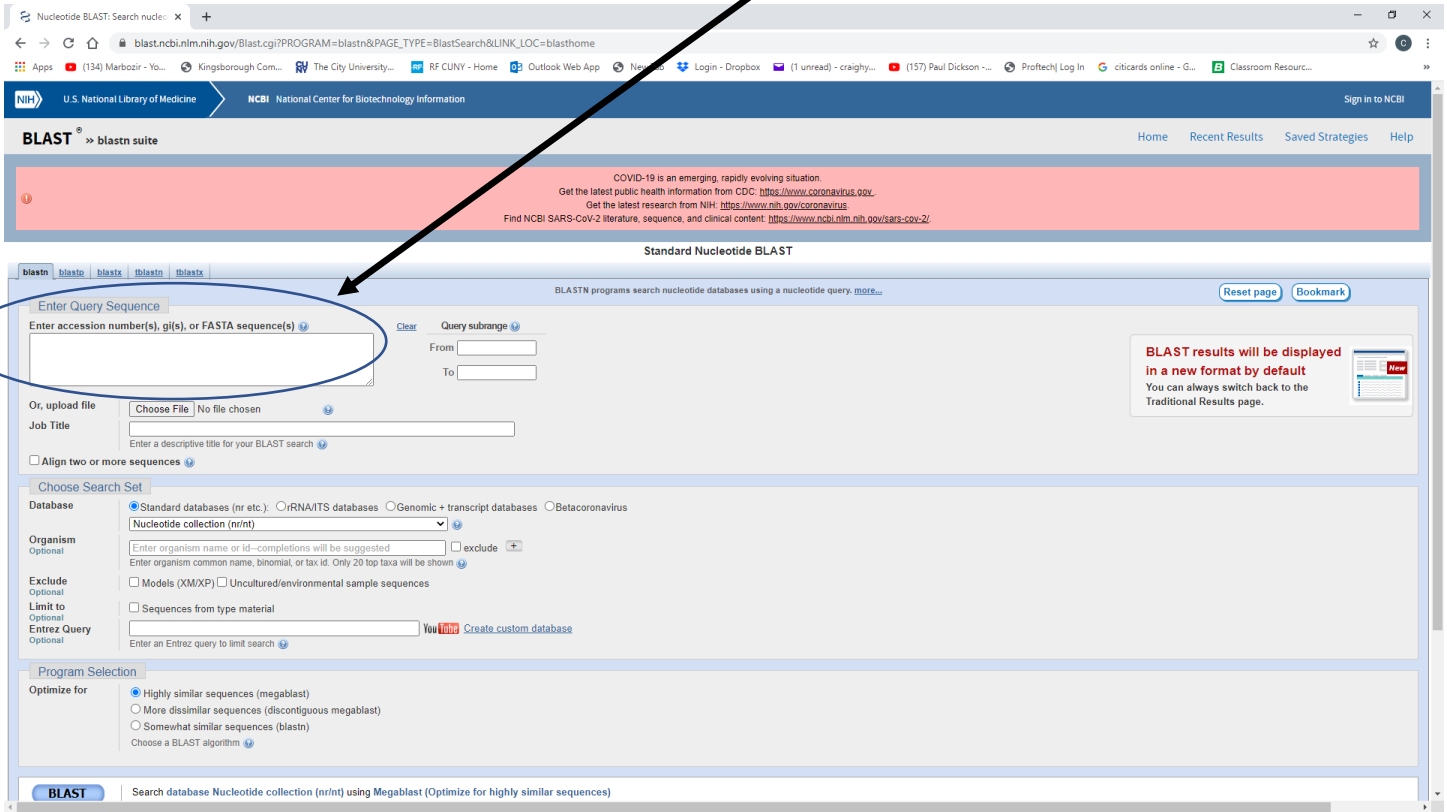 Nucleotide BLAST: Search nucleo
blast.ncbi.nlm.nih.gov/Blast.cgi?PROGRAM=blastn&PAGE_TYPE=BlastSearch&LINK_LOC=blasthome
C
Apps (134) Marbozir - Yo... Kingsborough Com... The City University... RF RF CUNY - Home Outlook Web App Login - Dropbox (1 unread) - craighy... (157) Paul Dickson -... Proftech| Log In G citicards online - G... B Classroom Resourc... »
NIH U.S. National Library of Medicine NCBI National Center for Biotechnology Information Sign in to NCBI
BLAST ® » blastn suite Home Recent Results Saved Strategies Help
COVID-19 is an emerging, rapidly evolving situation.
Get the latest public health information from CDC: https://www.coronavirus.gov.
Get the latest research from NIH: https://www.nih.gov/coronavirus.
Find NCBI SARS-CoV-2 literature, sequence, and clinical content: https://www.ncbi.nlm.nih.gov/sars-cov-2/.
Standard Nucleotide BLAST
blastn blastp blastx tblastn tblastx
BLASTN programs search nucleotide databases using a nucleotide query. more... Reset page Bookmark
Enter Query Sequence
Enter accession number(s), gi(s), or FASTA sequence(s) Clear Query subrange
From
To
BLAST results will be displayed
in a new format by default
You can always switch back to the
Traditional Results page.
New
Or, upload file Choose File No file chosen
Job Title
Enter a descriptive title for your BLAST search
Align two or more sequences
Choose Search Set
Database Standard databases (nr etc.): rRNA/ITS databases Genomic + transcript databases Betacoronavirus
Nucleotide collection (nr/nt)
Organism
Optional
Enter organism name or id--completions will be suggested exclude +
Enter organism common name, binomial, or tax id. Only 20 top taxa will be shown
Exclude
Optional
Models (XM/XP) Uncultured/environmental sample sequences
Limit to
Optional
Sequences from type material
Entrez Query
Optional
YouTube Create custom database
Enter an Entrez query to limit search
Program Selection
Optimize for Highly similar sequences (megablast)
More dissimilar sequences (discontiguous megablast)
Somewhat similar sequences (blastn)
Choose a BLAST algorithm
BLAST Search database Nucleotide collection (nr/nt) using Megablast (Optimize for highly similar sequences)